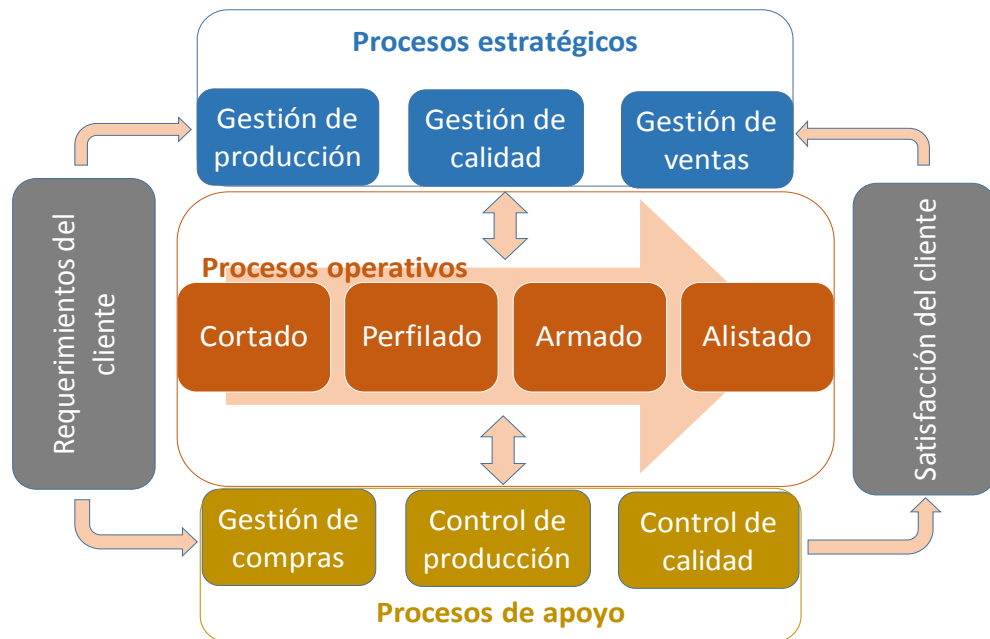 Procesos estratégicos
Gestión de
producción
Gestión de
calidad
Gestión de
ventas
Requerimientos del
cliente
Procesos operativos
Cortado
Perfilado
Armado
Alistado
Satisfacción del cliente
Gestión de
compras
Control de
producción
Control de
calidad
Procesos de apoyo